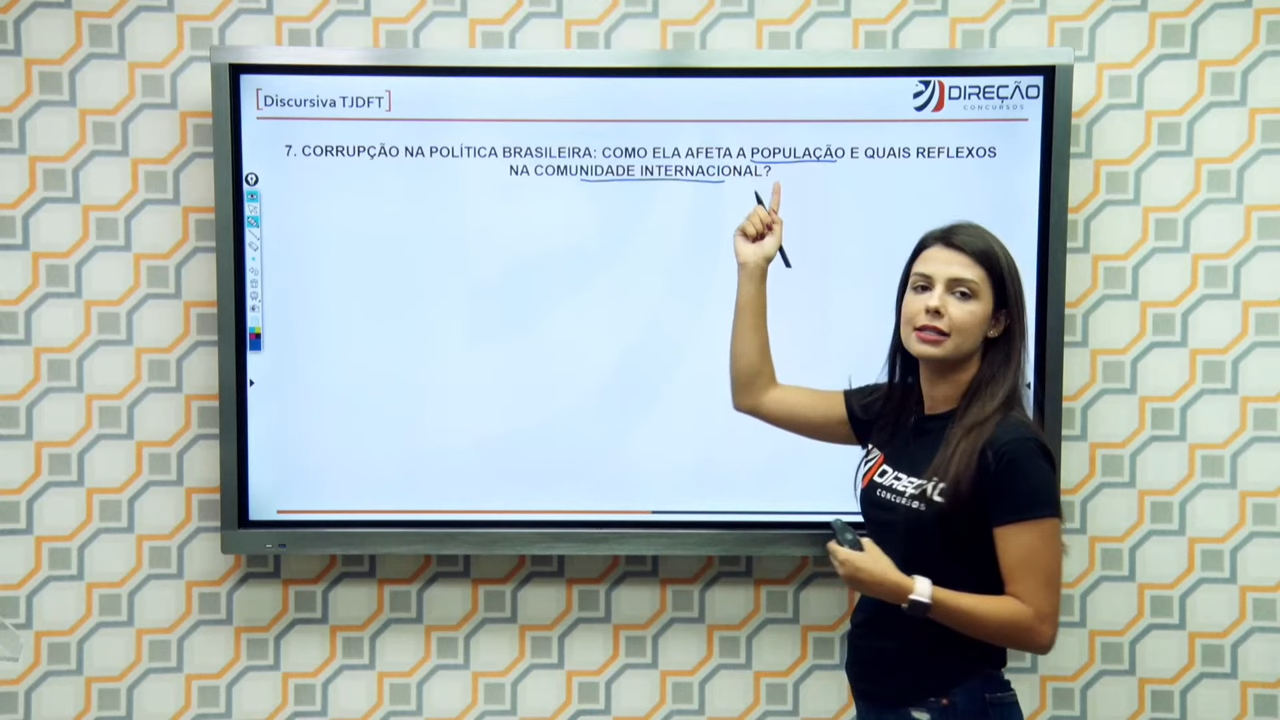 [Discursiva TJDFT]
DIREÇÃO
CONCURSOS
7. CORRUPÇÃO NA POLÍTICA BRASILEIRA: COMO ELA AFETA A POPULAÇÃO E QUAIS REFLEXOS
NA COMUNIDADE INTERNACIONAL?
DIREÇÃO
CONCURSOS